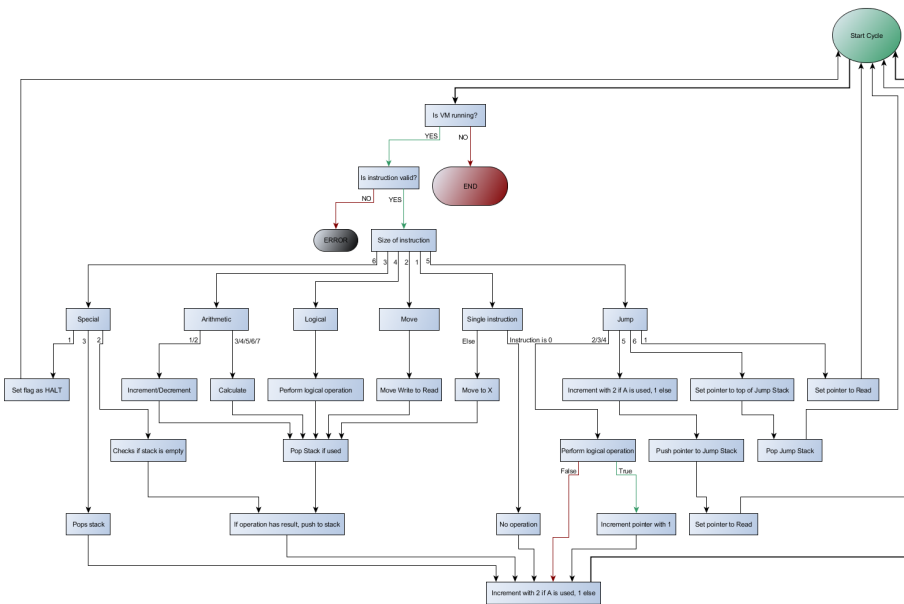 Start Cycle
Is VM running?
YES
NO
Is instruction valid?
END
NO
YES
ERROR
Size of instruction
6
3
4
2
1
5
Special
Arithmetic
Logical
Move
Single instruction
Jump
1
3
2
1/2
3/4/5/6/7
Else
Instruction is 0
2/3/4
5
6
1
Set flag as HALT
Increment/Decrement
Calculate
Perform logical operation
Move Write to Read
Move to X
Increment with 2 if A is used, 1 else
Set pointer to top of Jump Stack
Set pointer to Read
Checks if stack is empty
Pop Stack if used
Perform logical operation
Push pointer to Jump Stack
Pop Jump Stack
False
True
Pops stack
If operation has result, push to stack
No operation
Increment pointer with 1
Set pointer to Read
Increment with 2 if A is used, 1 else